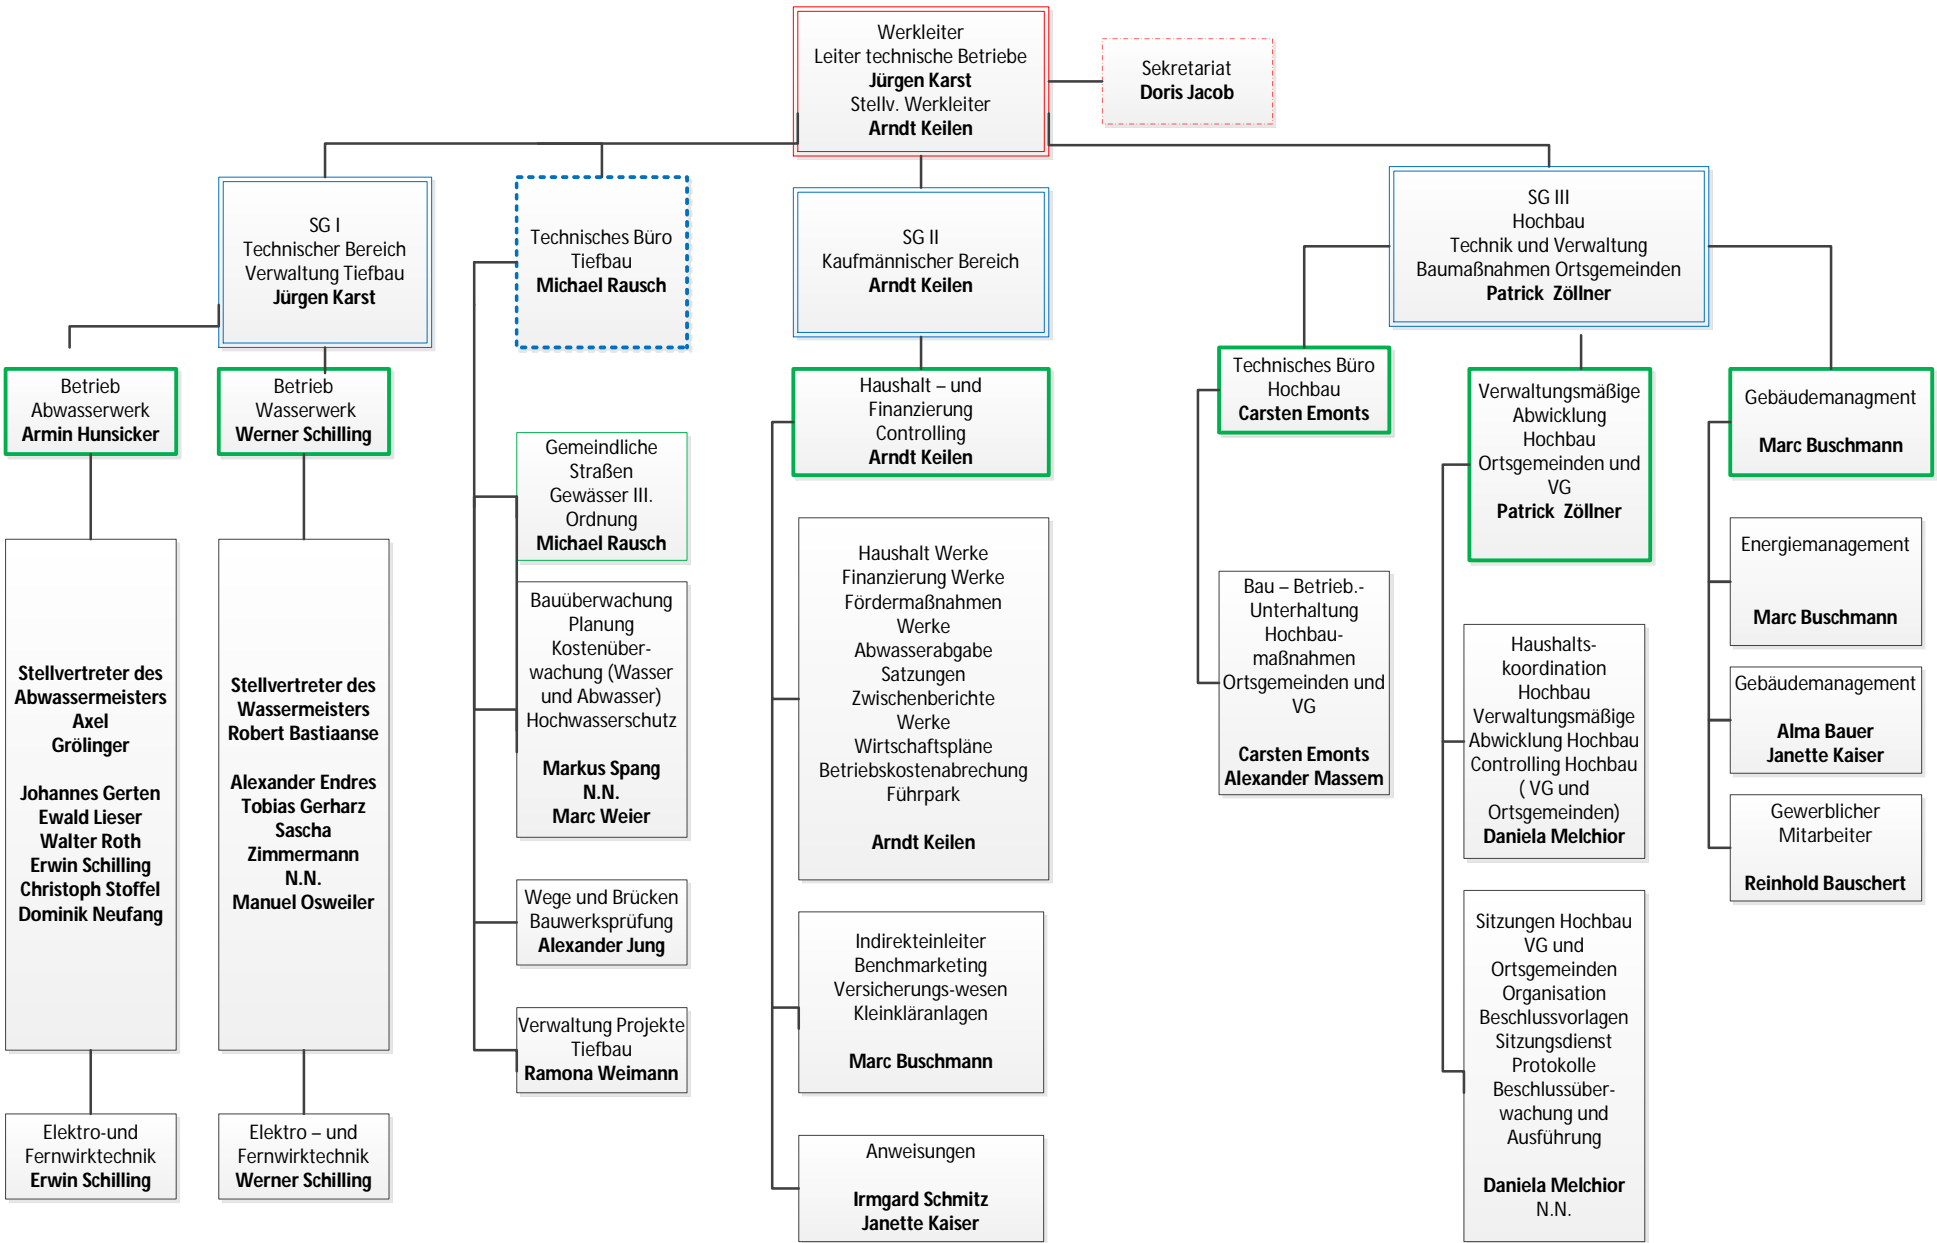 Werkleiter
Leiter technische Betriebe
Jürgen Karst
Stellv. Werkleiter
Arndt Keilen
Sekretariat
Doris Jacob
SG I
Technischer Bereich
Verwaltung Tiefbau
Jürgen Karst
Technisches Büro
Tiefbau
Michael Rausch
SG II
Kaufmännischer Bereich
Arndt Keilen
SG III
Hochbau
Technik und Verwaltung
Baumaßnahmen Ortsgemeinden
Patrick Zöllner
Betrieb
Abwasserwerk
Armin Hunsicker
Stellvertreter des
Abwassermeisters
Axel
Grölinger
Johannes Gerten
Ewald Lieser
Walter Roth
Erwin Schilling
Christoph Stoffel
Dominik Neufang
Elektro-und
Fernwirktechnik
Erwin Schilling
Betrieb
Wasserwerk
Werner Schilling
Stellvertreter des
Wassermeisters
Robert Bastiaanse
Alexander Endres
Tobias Gerharz
Sascha
Zimmermann
N.N.
Manuel Osweiler
Elektro – und
Fernwirktechnik
Werner Schilling
Gemeindliche
Straßen
Gewässer III.
Ordnung
Michael Rausch
Bauüberwachung
Planung
Kostenüber-
wachung (Wasser
und Abwasser)
Hochwasserschutz
Markus Spang
N.N.
Marc Weier
Wege und Brücken
Bauwerksprüfung
Alexander Jung
Verwaltung Projekte
Tiefbau
Ramona Weimann
Haushalt – und
Finanzierung
Controlling
Arndt Keilen
Haushalt Werke
Finanzierung Werke
Fördermaßnahmen
Werke
Abwasserabgabe
Satzungen
Zwischenberichte
Werke
Wirtschaftspläne
Betriebskostenabrechung
Führpark
Arndt Keilen
Indirekteinleiter
Benchmarketing
Versicherungs-wesen
Kleinkläranlagen
Marc Buschmann
Anweisungen
Irmgard Schmitz
Janette Kaiser
Technisches Büro
Hochbau
Carsten Emonts
Bau – Betrieb.-
Unterhaltung
Hochbau-
maßnahmen
Ortsgemeinden und
VG
Carsten Emonts
Alexander Massem
Verwaltungsmäßige
Abwicklung
Hochbau
Ortsgemeinden und
VG
Patrick Zöllner
Haushalts-
koordination
Hochbau
Verwaltungsmäßige
Abwicklung Hochbau
Controlling Hochbau
( VG und
Ortsgemeinden)
Daniela Melchior
Sitzungen Hochbau
VG und
Ortsgemeinden
Organisation
Beschlussvorlagen
Sitzungsdienst
Protokolle
Beschlussüber-
wachung und
Ausführung
Daniela Melchior
N.N.
Gebäudemanagment
Marc Buschmann
Energiemanagement
Marc Buschmann
Gebäudemanagement
Alma Bauer
Janette Kaiser
Gewerblicher
Mitarbeiter
Reinhold Bauschert